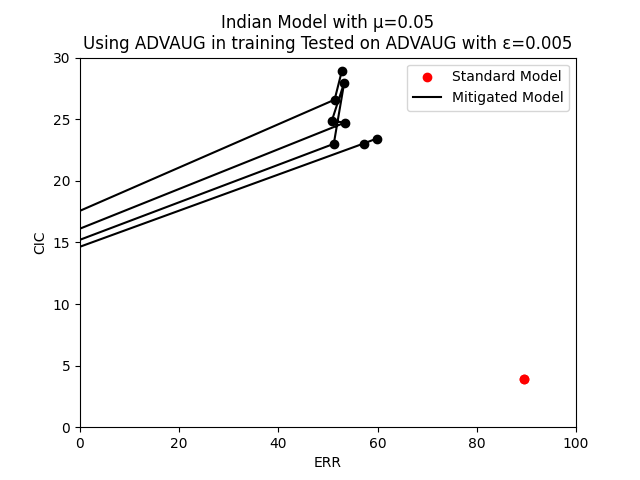 Indian Model with μ=0.05
Using ADVAUG in training Tested on ADVAUG with ε=0.005
Standard Model
Mitigated Model
CIC
30
25
20
15
10
5
0
0 20 40 60 80 100
ERR